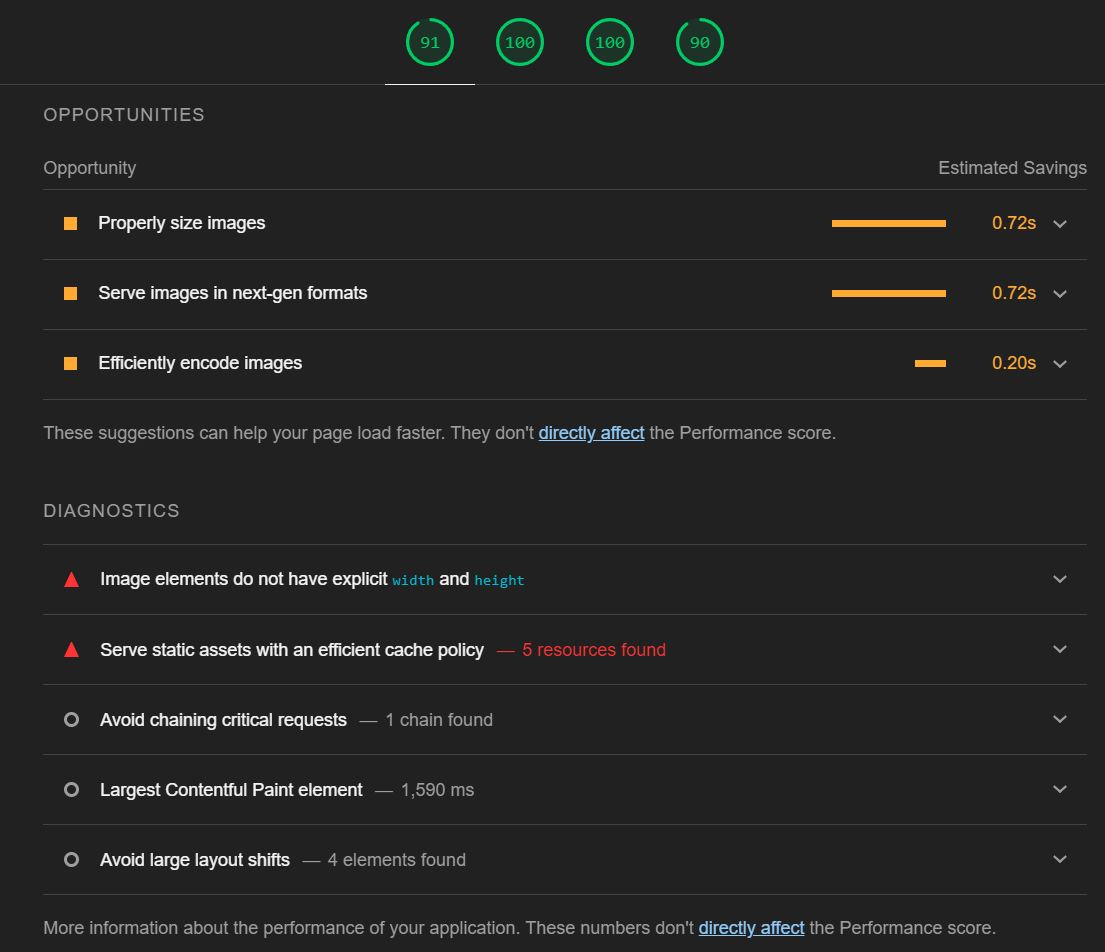 91 100 100 90
OPPORTUNITIES
Opportunity Estimated Savings
Properly size images 0.72s
Serve images in next-gen formats 0.72s
Efficiently encode images 0.20s
These suggestions can help your page load faster. They don't directly affect the Performance score.
DIAGNOSTICS
Image elements do not have explicit width and height
Serve static assets with an efficient cache policy — 5 resources found
Avoid chaining critical requests — 1 chain found
Largest Contentful Paint element — 1,590 ms
Avoid large layout shifts — 4 elements found
More information about the performance of your application. These numbers don't directly affect the Performance score.